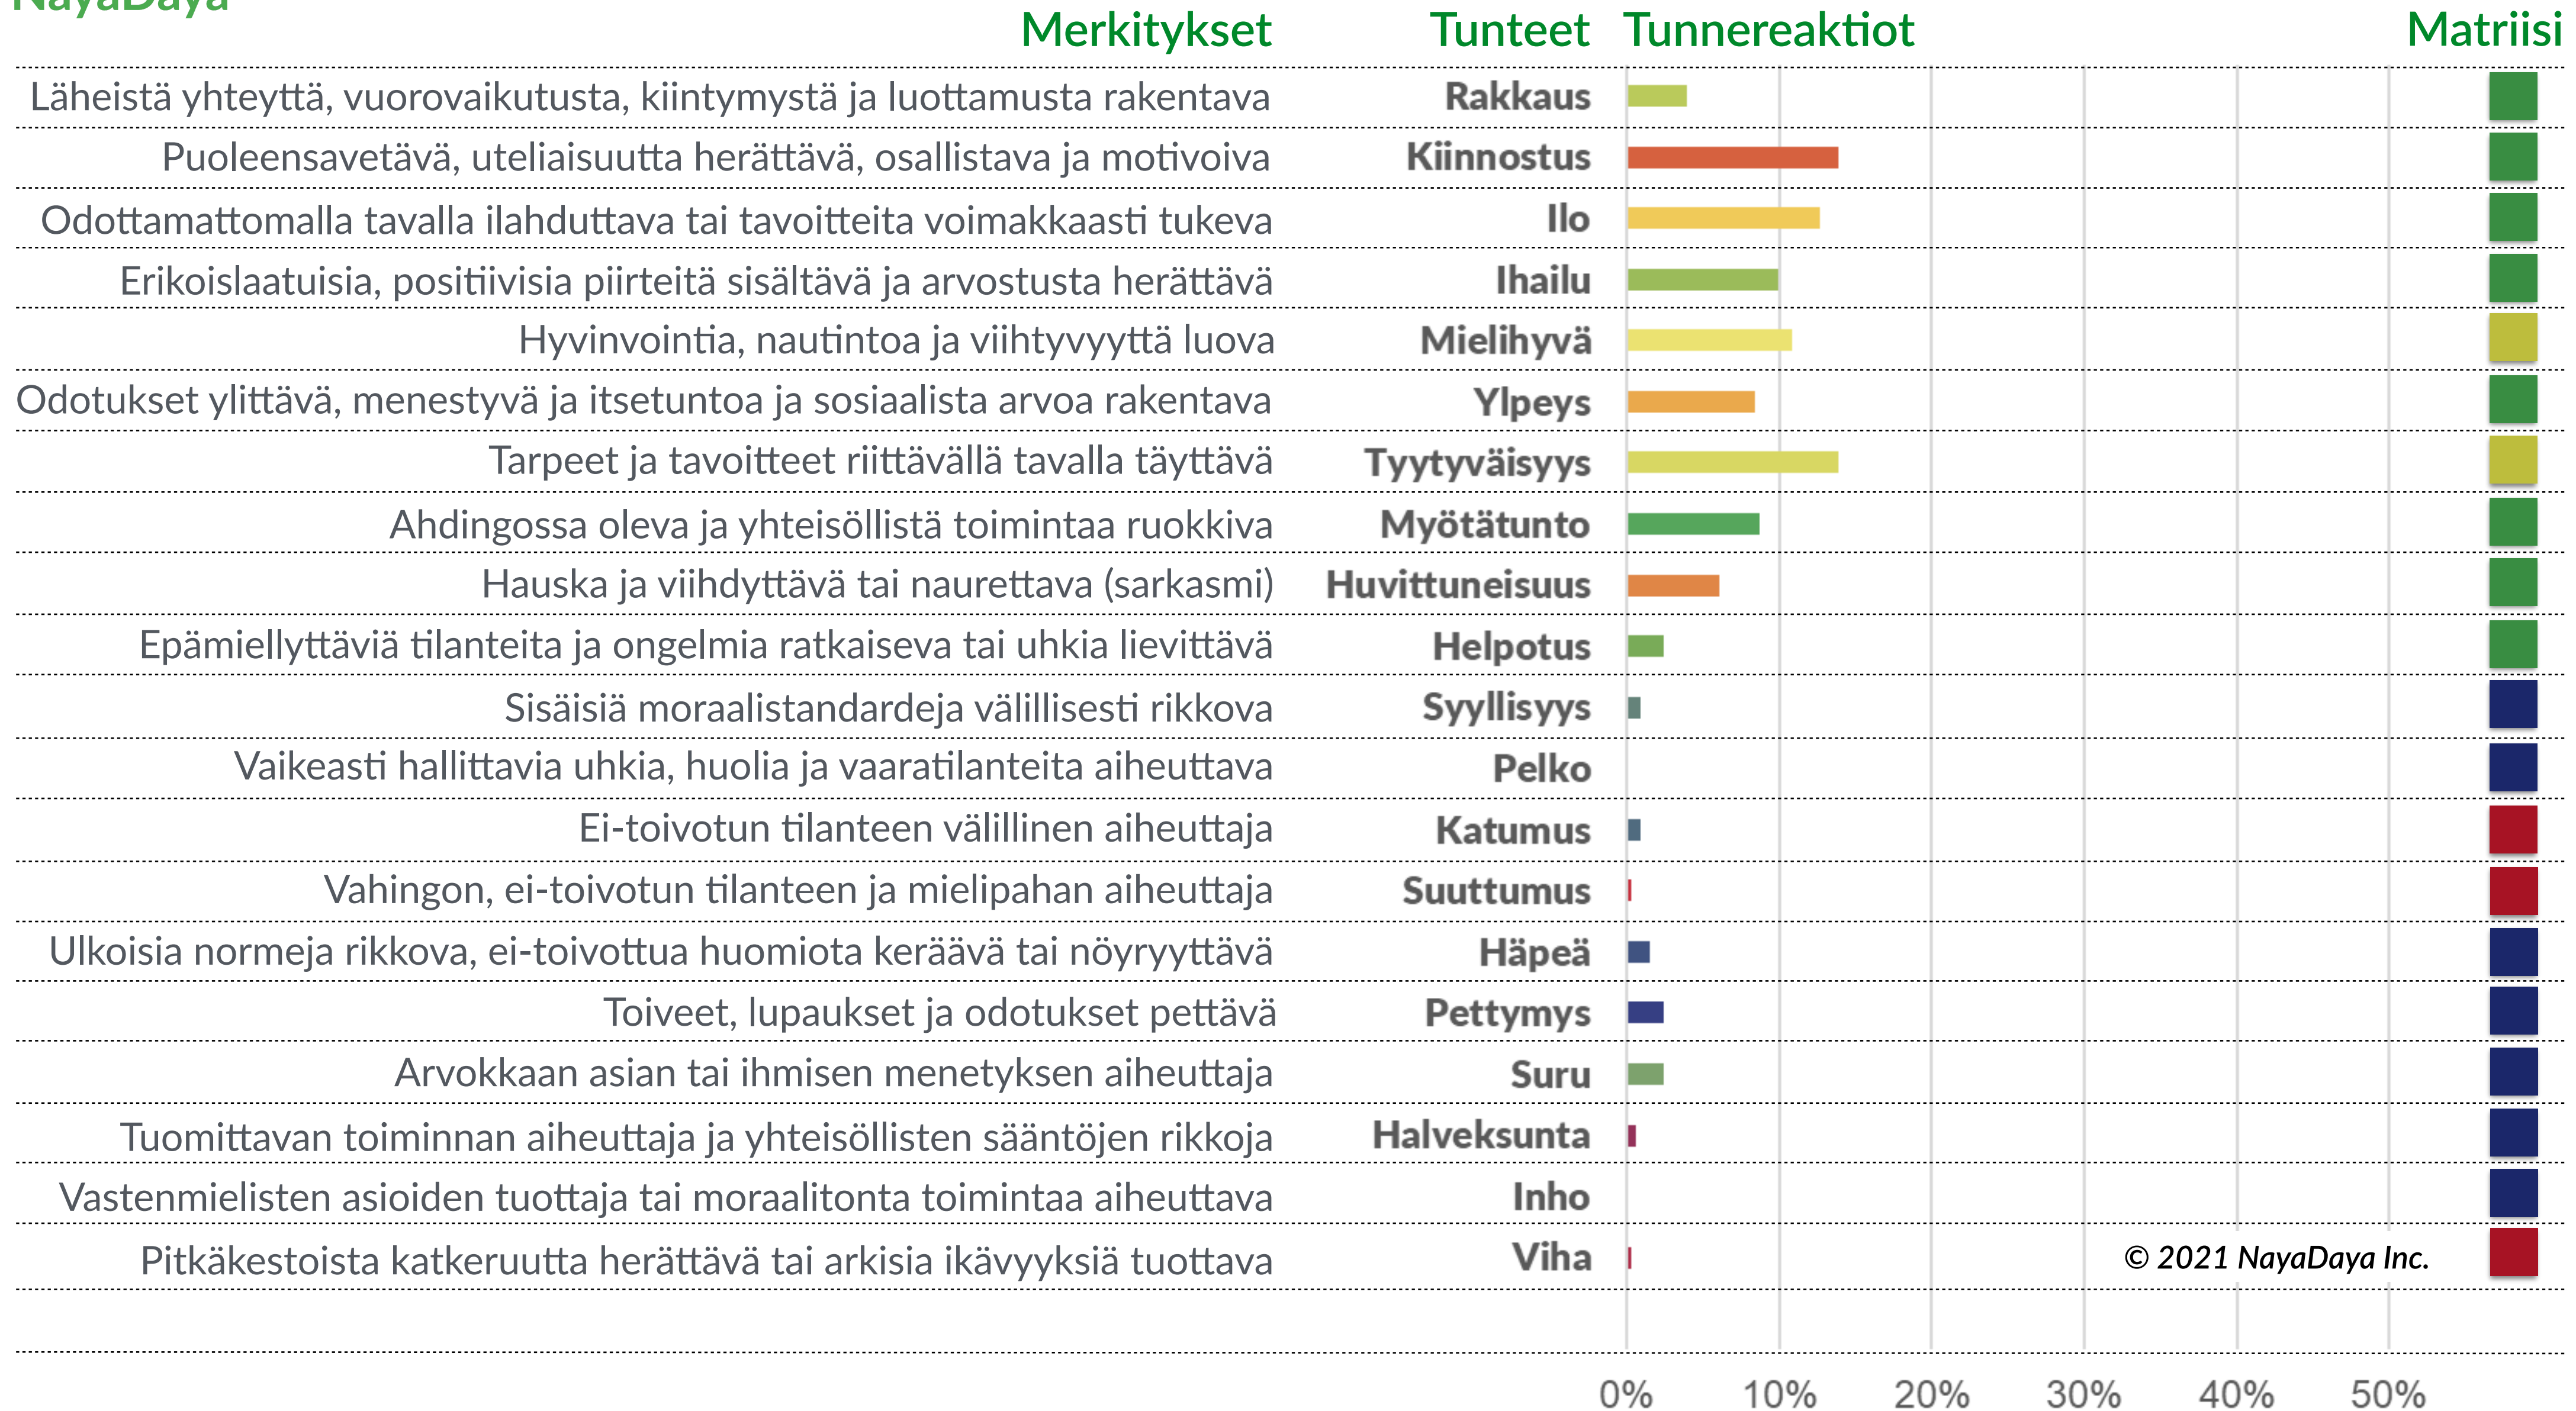 NayaDaya
Merkitykset Tunteet Tunnereaktiot Matriisi
Läheistä yhteyttä, vuorovaikutusta, kiintymystä ja luottamusta rakentava Rakkaus
Puoleensavetävä, uteliaisuutta herättävä, osallistava ja motivoiva Kiinnostus
Odottamattomalla tavalla ilahduttava tai tavoitteita voimakkaasti tukeva Ilo
Erikoislaatuisia, positiivisia piirteitä sisältävä ja arvostusta herättävä Ihailu
Hyvinvointia, nautintoa ja viihtyvyyttä luova Mielihyvä
Odotukset ylittävä, menestyvä ja itsetuntoa ja sosiaalista arvoa rakentava Ylpeys
Tarpeet ja tavoitteet riittävällä tavalla täyttävä Tyytyväisyys
Ahdingossa oleva ja yhteisöllistä toimintaa ruokkiva Myötätunto
Hauska ja viihdyttävä tai naurettava (sarkasmi) Huvittuneisuus
Epämiellyttäviä tilanteita ja ongelmia ratkaiseva tai uhkia lievittävä Helpotus
Sisäisiä moraalistandardeja välillisesti rikkova Syyllisyys
Vaikeasti hallittavia uhkia, huolia ja vaaratilanteita aiheuttava Pelko
Ei-toivotun tilanteen välillinen aiheuttaja Katumus
Vahingon, ei-toivotun tilanteen ja mielipahan aiheuttaja Suuttumus
Ulkoisia normeja rikkova, ei-toivottua huomiota keräävä tai nöyryyttävä Häpeä
Toiveet, lupaukset ja odotukset pettävä Pettymys
Arvokkaan asian tai ihmisen menetyksen aiheuttaja Suru
Tuomittavan toiminnan aiheuttaja ja yhteisöllisten sääntöjen rikkoja Halveksunta
Vastenmielisten asioiden tuottaja tai moraalitonta toimintaa aiheuttava Inho
Pitkäkestoista katkeruutta herättävä tai arkisia ikävyyksiä tuottava Viha © 2021 NayaDaya Inc.
0% 10% 20% 30% 40% 50%